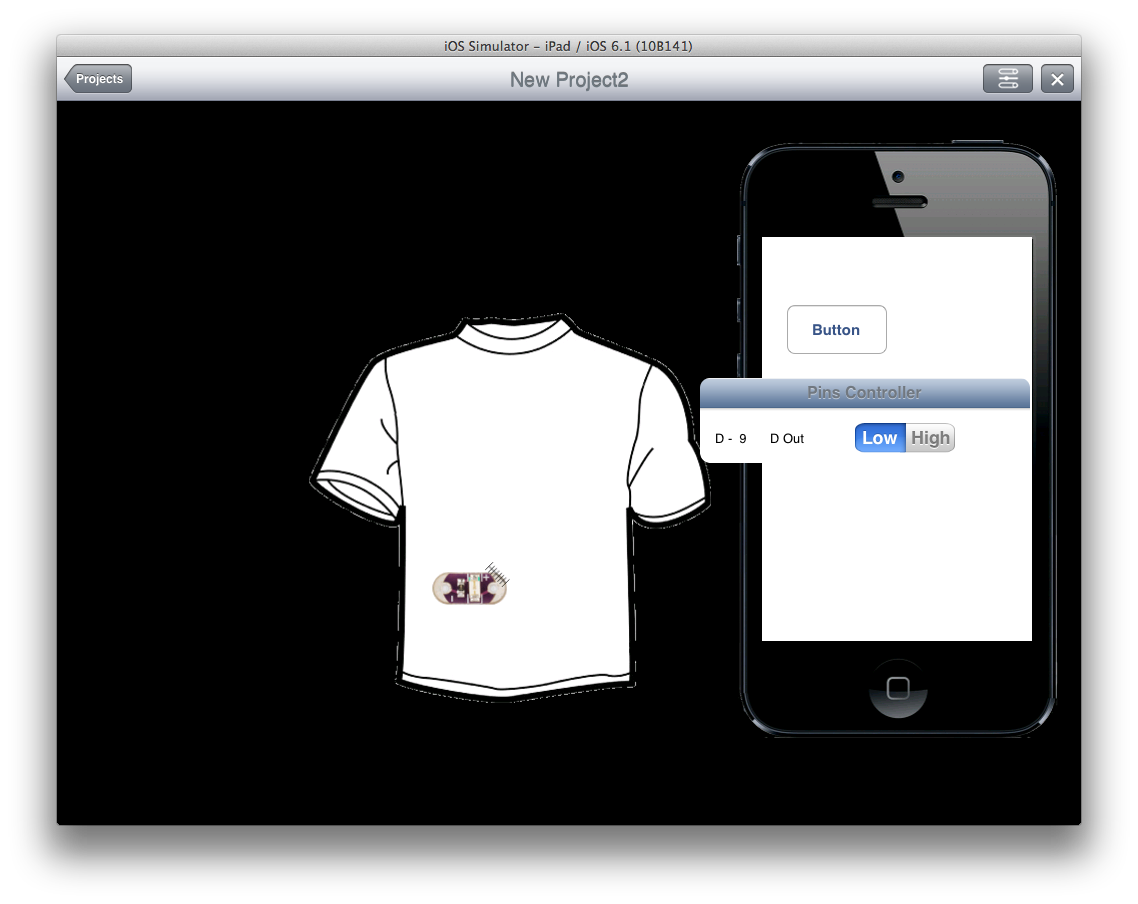 iOS Simulator – iPad / iOS 6.1 (10B141)
Projects
New Project2
Button
Pins Controller
D - 9 D Out Low High